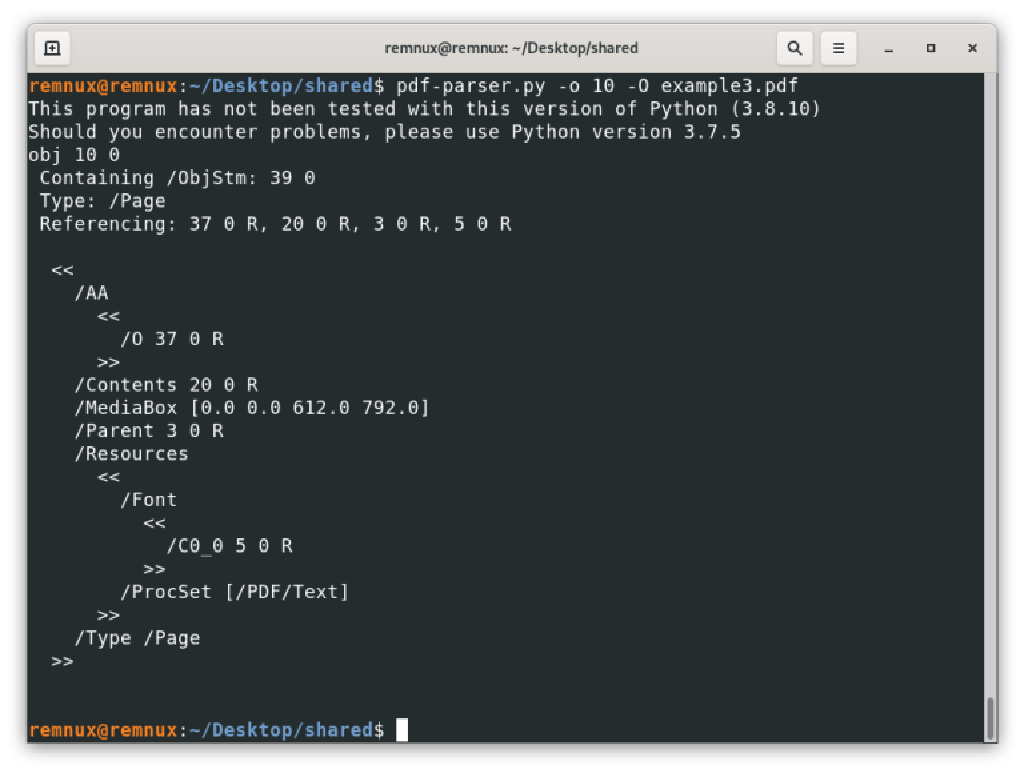 remnux@remnux: ~/Desktop/shared
remnux@remnux:~/Desktop/shared$ pdf-parser.py -o 10 -O example3.pdf
This program has not been tested with this version of Python (3.8.10)
Should you encounter problems, please use Python version 3.7.5
obj 10 0
 Containing /ObjStm: 39 0
 Type: /Page
 Referencing: 37 0 R, 20 0 R, 3 0 R, 5 0 R
  <<
    /AA
      <<
        /O 37 0 R
      >>
    /Contents 20 0 R
    /MediaBox [0.0 0.0 612.0 792.0]
    /Parent 3 0 R
    /Resources
      <<
        /Font
          <<
            /C0_0 5 0 R
          >>
        /ProcSet [/PDF/Text]
      >>
    /Type /Page
  >>
remnux@remnux:~/Desktop/shared$